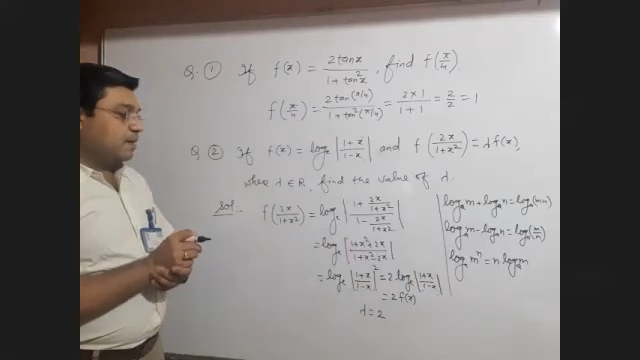 Q. ① If f(x) = 2tanx / 1+tan²x, find f(π/4).
f(π/4) = 2tan(π/4) / 1+tan²(π/4) = 2×1 / 1+1 = 2/2 = 1
Q. ② If f(x) = logₑ|1+x / 1-x| and f(2x / 1+x²) = λ f(x),
where λ ∈ R, find the value of λ.
Sol. f(2x / 1+x²) = logₑ|1 + 2x/1+x² / 1 - 2x/1+x²|
= logₑ|1+x²+2x / 1+x²-2x|
= logₑ|1+x / 1-x|² = 2 logₑ|1+x / 1-x|
= 2 f(x)
λ = 2
logₐm + logₐn = logₐ(mn)
logₐm - logₐn = logₐ(m/n)
logₐmⁿ = n logₐm